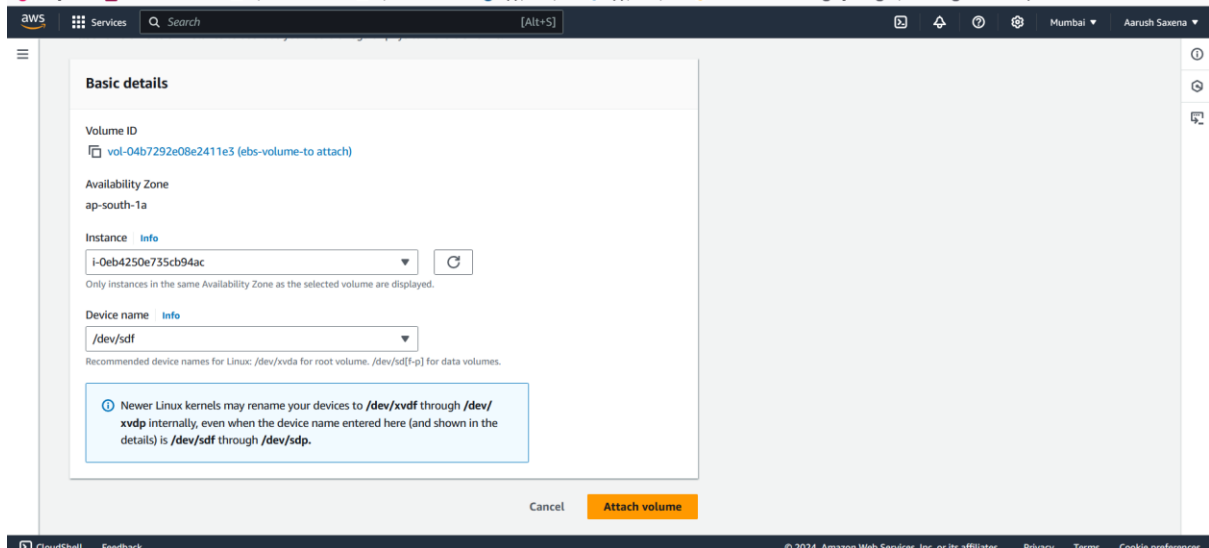 aws
Services
Search
[Alt+S]
Mumbai
Aarush Saxena
Basic details
Volume ID
vol-04b7292e08e2411e3 (ebs-volume-to attach)
Availability Zone
ap-south-1a
Instance Info
i-0eb4250e735cb94ac
Only instances in the same Availability Zone as the selected volume are displayed.
Device name Info
/dev/sdf
Recommended device names for Linux: /dev/xvda for root volume. /dev/sd[f-p] for data volumes.
Newer Linux kernels may rename your devices to /dev/xvdf through /dev/
xvdp internally, even when the device name entered here (and shown in the
details) is /dev/sdf through /dev/sdp.
Cancel
Attach volume
CloudShell Feedback
© 2024, Amazon Web Services, Inc. or its affiliates. Privacy Terms Cookie preferences